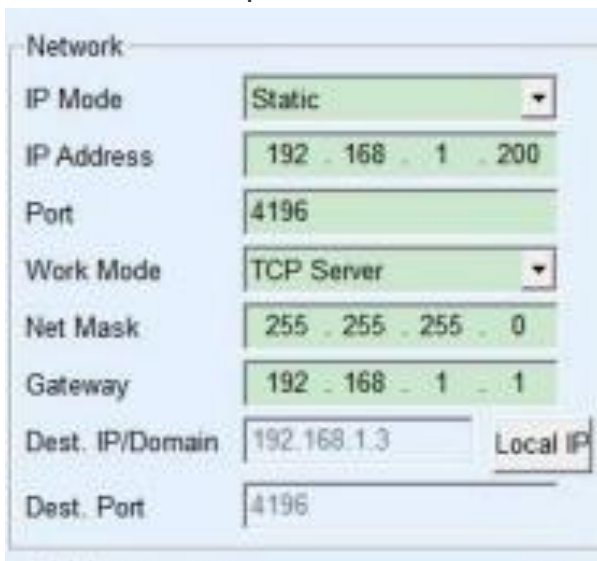 Network
IP Mode Static
IP Address 192 . 168 . 1 . 200
Port 4196
Work Mode TCP Server
Net Mask 255 . 255 . 255 . 0
Gateway 192 . 168 . 1 . 1
Dest. IP/Domain 192.168.1.3 Local IP
Dest. Port 4196